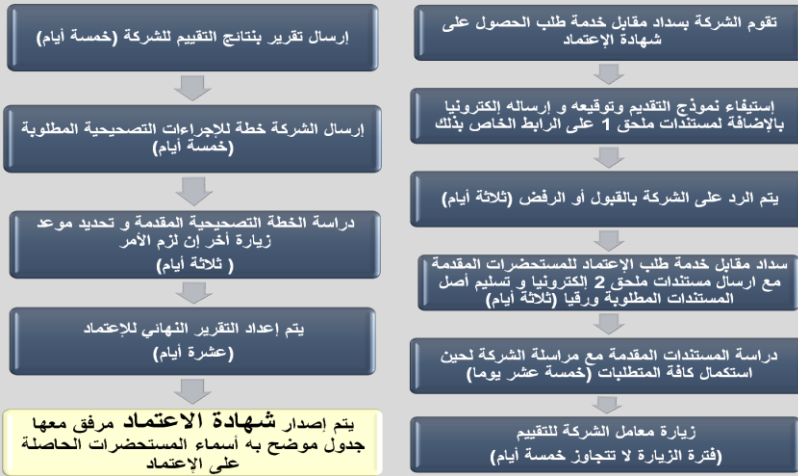 تقوم الشركة بسداد مقابل خدمة طلب الحصول على
شهادة الإعتماد
إستيفاء نموذج التقديم وتوقيعه و إرساله إلكترونيا
بالإضافة لمستندات ملحق 1 على الرابط الخاص بذلك
يتم الرد على الشركة بالقبول أو الرفض (ثلاثة أيام)
سداد مقابل خدمة طلب الإعتماد للمستحضرات المقدمة
مع ارسال مستندات ملحق 2 إلكترونيا و تسليم أصل
المستندات المطلوبة ورقيا (ثلاثة أيام)
دراسة المستندات المقدمة مع مراسلة الشركة لحين
استكمال كافة المتطلبات (خمسة عشر يوما)
زيارة معامل الشركة للتقييم
(فترة الزيارة لا تتجاوز خمسة أيام)
إرسال تقرير بنتائج التقييم للشركة (خمسة أيام)
إرسال الشركة خطة للإجراءات التصحيحية المطلوبة
(خمسة أيام)
دراسة الخطة التصحيحية المقدمة و تحديد موعد
زيارة أخر إن لزم الأمر
( ثلاثة أيام)
يتم إعداد التقرير النهائي للإعتماد
(عشرة أيام)
يتم إصدار شهادة الاعتماد مرفق معها
جدول موضح به أسماء المستحضرات الحاصلة
على الإعتماد